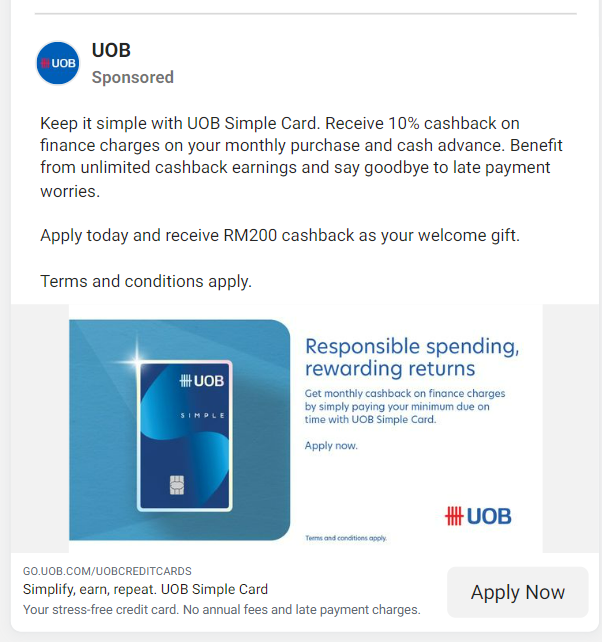 UOB
UOB
Sponsored
Keep it simple with UOB Simple Card. Receive 10% cashback on
finance charges on your monthly purchase and cash advance. Benefit
from unlimited cashback earnings and say goodbye to late payment
worries.
Apply today and receive RM200 cashback as your welcome gift.
Terms and conditions apply.
UOB
SIMPLE
Responsible spending,
rewarding returns
Get monthly cashback on finance charges
by simply paying your minimum due on
time with UOB Simple Card.
Apply now.
UOB
Terms and conditions apply.
GO.UOB.COM/UOBCREDITCARDS
Simplify, earn, repeat. UOB Simple Card
Your stress-free credit card. No annual fees and late payment charges.
Apply Now